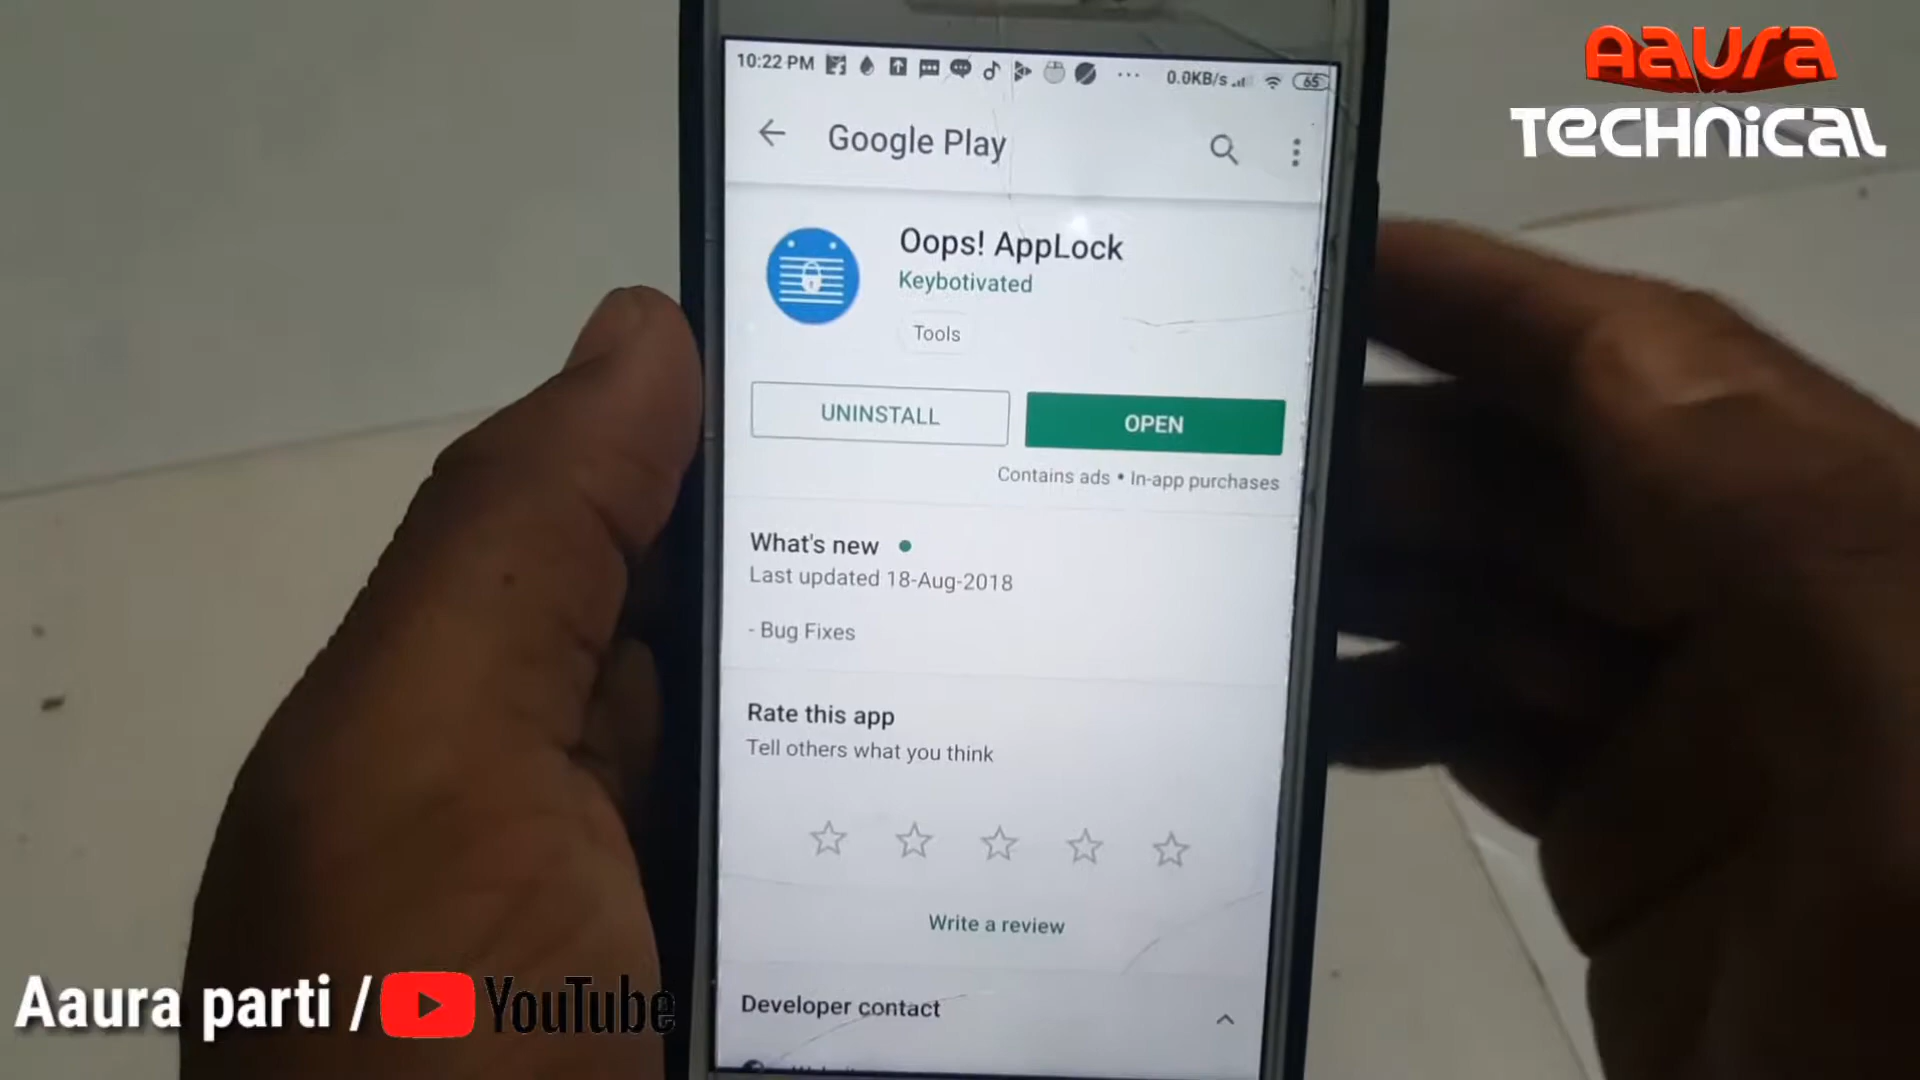 Aaura
TECHNiCAL
10:22 PM
0.0KB/s
65
Google Play
Oops! AppLock
Keybotivated
Tools
UNINSTALL
OPEN
Contains ads • In-app purchases
What's new
Last updated 18-Aug-2018
- Bug Fixes
Rate this app
Tell others what you think
Write a review
Developer contact
Aaura parti / YouTube